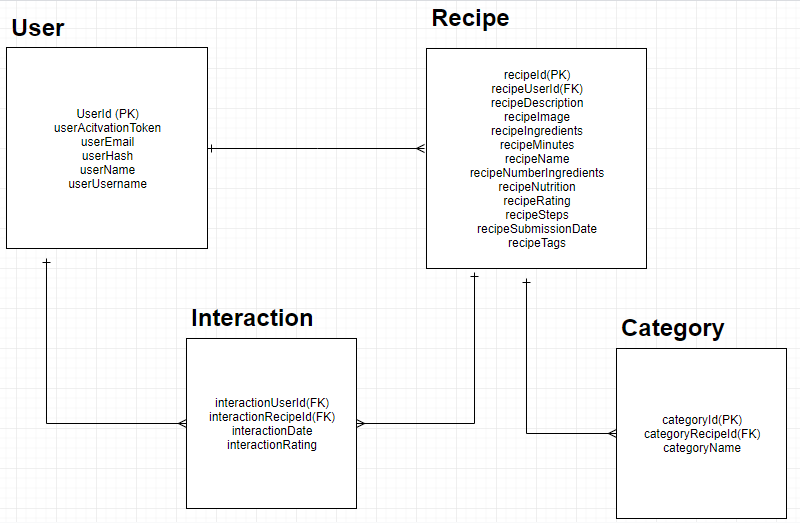 User
UserId (PK)
userAcitvationToken
userEmail
userHash
userName
userUsername
Recipe
recipeId(PK)
recipeUserId(FK)
recipeDescription
recipeImage
recipeIngredients
recipeMinutes
recipeName
recipeNumberIngredients
recipeNutrition
recipeRating
recipeSteps
recipeSubmissionDate
recipeTags
Interaction
interactionUserId(FK)
interactionRecipeId(FK)
interactionDate
interactionRating
Category
categoryId(PK)
categoryRecipeId(FK)
categoryName